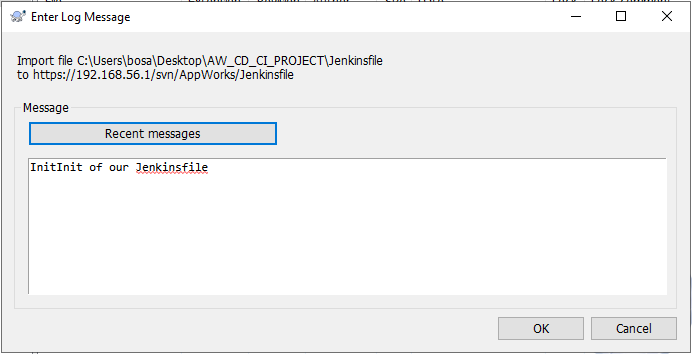 Enter Log Message
Import file C:\Users\bosa\Desktop\AW_CD_CI_PROJECT\Jenkinsfile
to https://192.168.56.1/svn/AppWorks/Jenkinsfile
Message
Recent messages
InitInit of our Jenkinsfile
OK Cancel